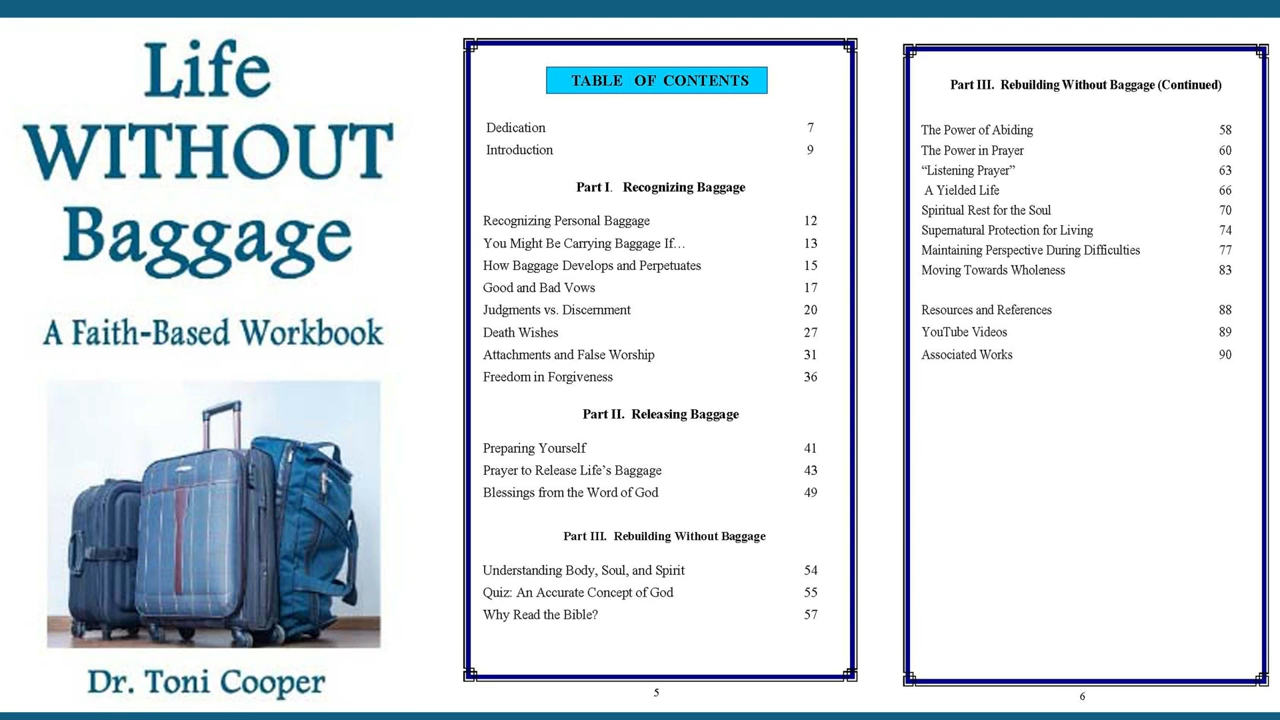 Life
WITHOUT
Baggage
A Faith-Based Workbook
Dr. Toni Cooper
TABLE OF CONTENTS
Dedication 7
Introduction 9
Part I. Recognizing Baggage
Recognizing Personal Baggage 12
You Might Be Carrying Baggage If… 13
How Baggage Develops and Perpetuates 15
Good and Bad Vows 17
Judgments vs. Discernment 20
Death Wishes 27
Attachments and False Worship 31
Freedom in Forgiveness 36
Part II. Releasing Baggage
Preparing Yourself 41
Prayer to Release Life’s Baggage 43
Blessings from the Word of God 49
Part III. Rebuilding Without Baggage
Understanding Body, Soul, and Spirit 54
Quiz: An Accurate Concept of God 55
Why Read the Bible? 57
5
Part III. Rebuilding Without Baggage (Continued)
The Power of Abiding 58
The Power in Prayer 60
“Listening Prayer” 63
A Yielded Life 66
Spiritual Rest for the Soul 70
Supernatural Protection for Living 74
Maintaining Perspective During Difficulties 77
Moving Towards Wholeness 83
Resources and References 88
YouTube Videos 89
Associated Works 90
6